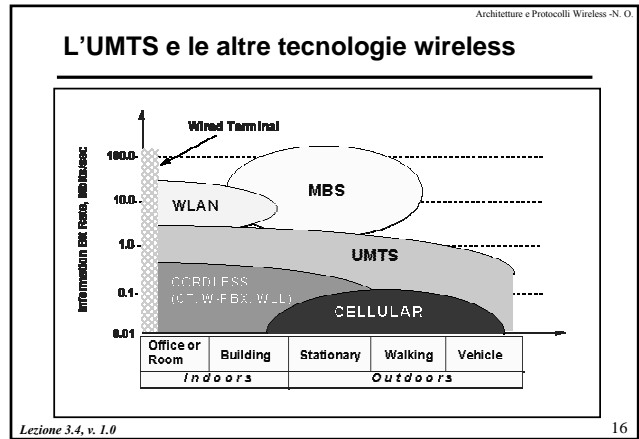 Architetture e Protocolli Wireless -N. O.
L'UMTS e le altre tecnologie wireless
Wired Terminal
Information Bit Rate, Mbits/sec
100.0
10.0
1.0
0.1
0.01
MBS
WLAN
UMTS
CORDLESS
(CT, W-PBX, WLL)
CELLULAR
Office or Room
Building
Stationary
Walking
Vehicle
Indoors
Outdoors
Lezione 3.4, v. 1.0
16